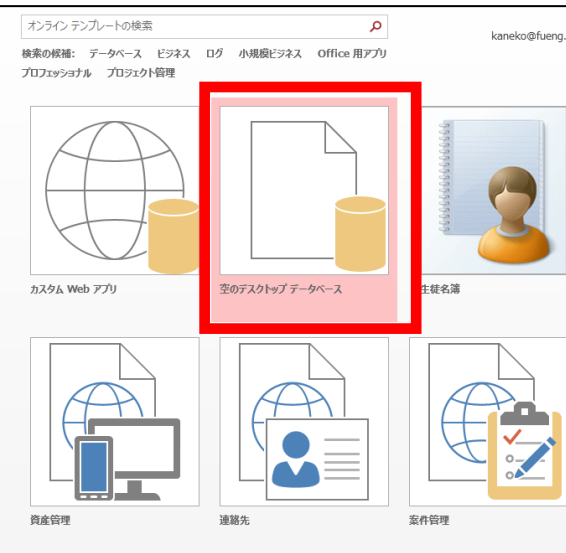 オンライン テンプレートの検索
kaneko@fueng.
検索の候補: データベース ビジネス ログ 小規模ビジネス Office 用アプリ
プロフェッショナル プロジェクト管理
カスタム Web アプリ
空のデスクトップ データベース
生徒名簿
資産管理
連絡先
案件管理